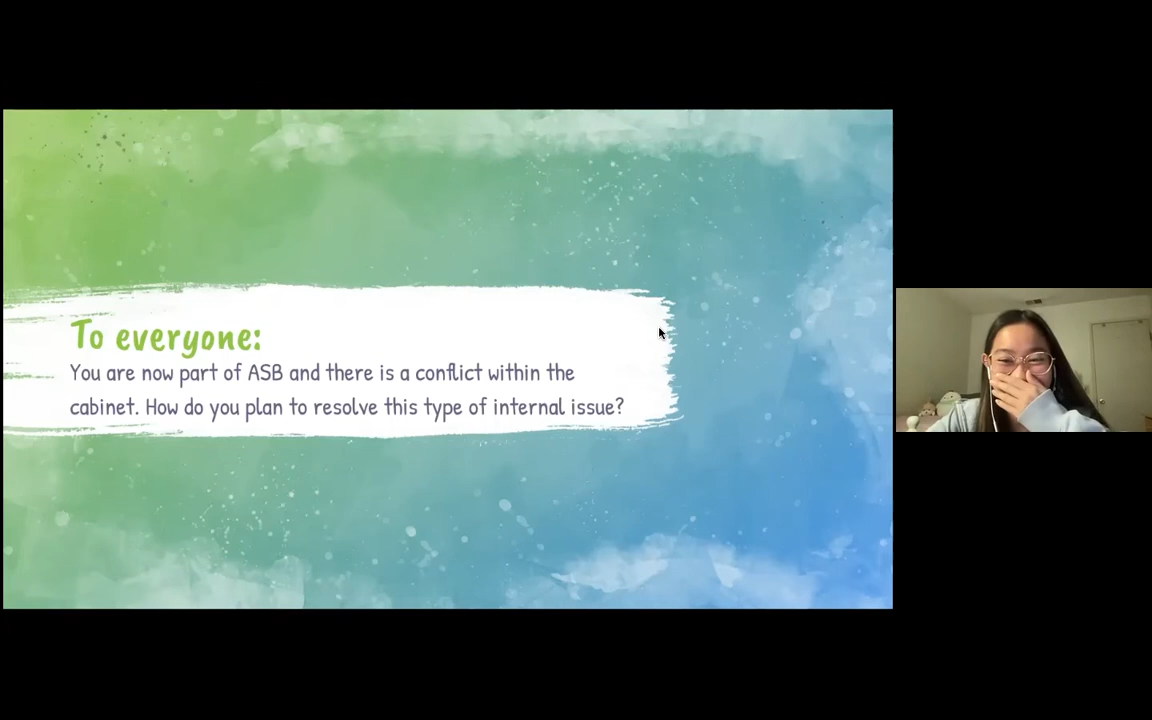 To everyone:
You are now part of ASB and there is a conflict within the
cabinet. How do you plan to resolve this type of internal issue?